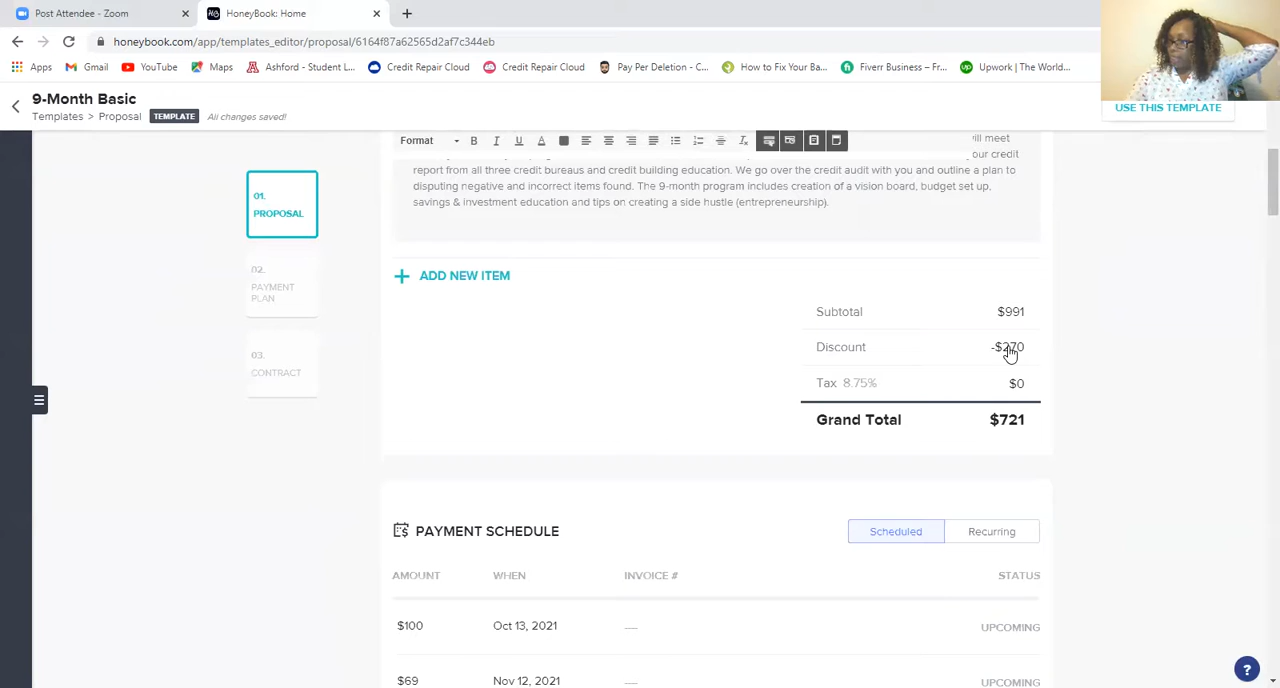 Post Attendee - Zoom
HoneyBook: Home
honeybook.com/app/templates_editor/proposal/6164f87a62565d2af7c344eb
Apps Gmail YouTube Maps Ashford - Student L... Credit Repair Cloud Credit Repair Cloud Pay Per Deletion – C... How to Fix Your Ba... Fiverr Business – Fr... Upwork | The World...
9-Month Basic
Templates > Proposal TEMPLATE All changes saved!
USE THIS TEMPLATE
Format B I U A
will meet
our credit
report from all three credit bureaus and credit building education. We go over the credit audit with you and outline a plan to
disputing negative and incorrect items found. The 9-month program includes creation of a vision board, budget set up,
savings & investment education and tips on creating a side hustle (entrepreneurship).
01.
PROPOSAL
02.
PAYMENT
PLAN
03.
CONTRACT
+ ADD NEW ITEM
Subtotal $991
Discount -$270
Tax 8.75% $0
Grand Total $721
PAYMENT SCHEDULE
Scheduled Recurring
AMOUNT WHEN INVOICE # STATUS
$100 Oct 13, 2021 UPCOMING
$69 Nov 12, 2021 UPCOMING
?